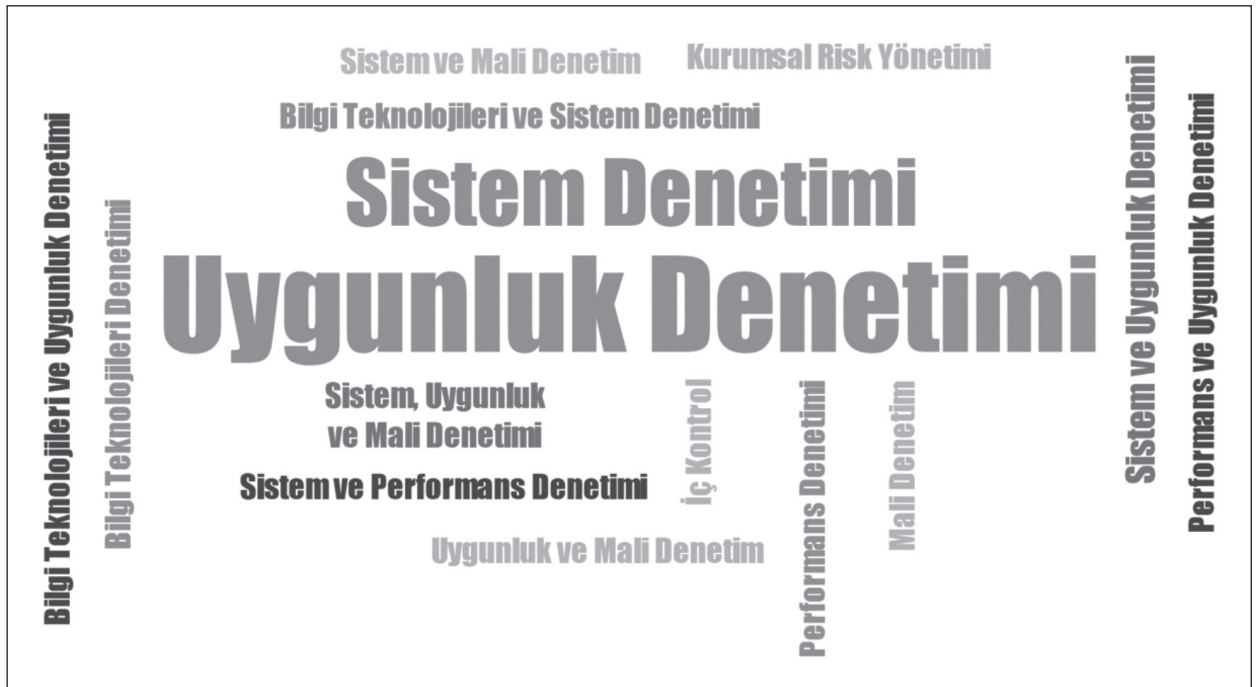 Sistem ve Mali Denetim
Kurumsal Risk Yönetimi
Bilgi Teknolojileri ve Sistem Denetimi
Sistem Denetimi
Uygunluk Denetimi
Sistem, Uygunluk
ve Mali Denetimi
Sistem ve Performans Denetimi
Uygunluk ve Mali Denetim
Bilgi Teknolojileri ve Uygunluk Denetimi
Bilgi Teknolojileri Denetimi
İç Kontrol
Performans Denetimi
Mali Denetim
Sistem ve Uygunluk Denetimi
Performans ve Uygunluk Denetimi